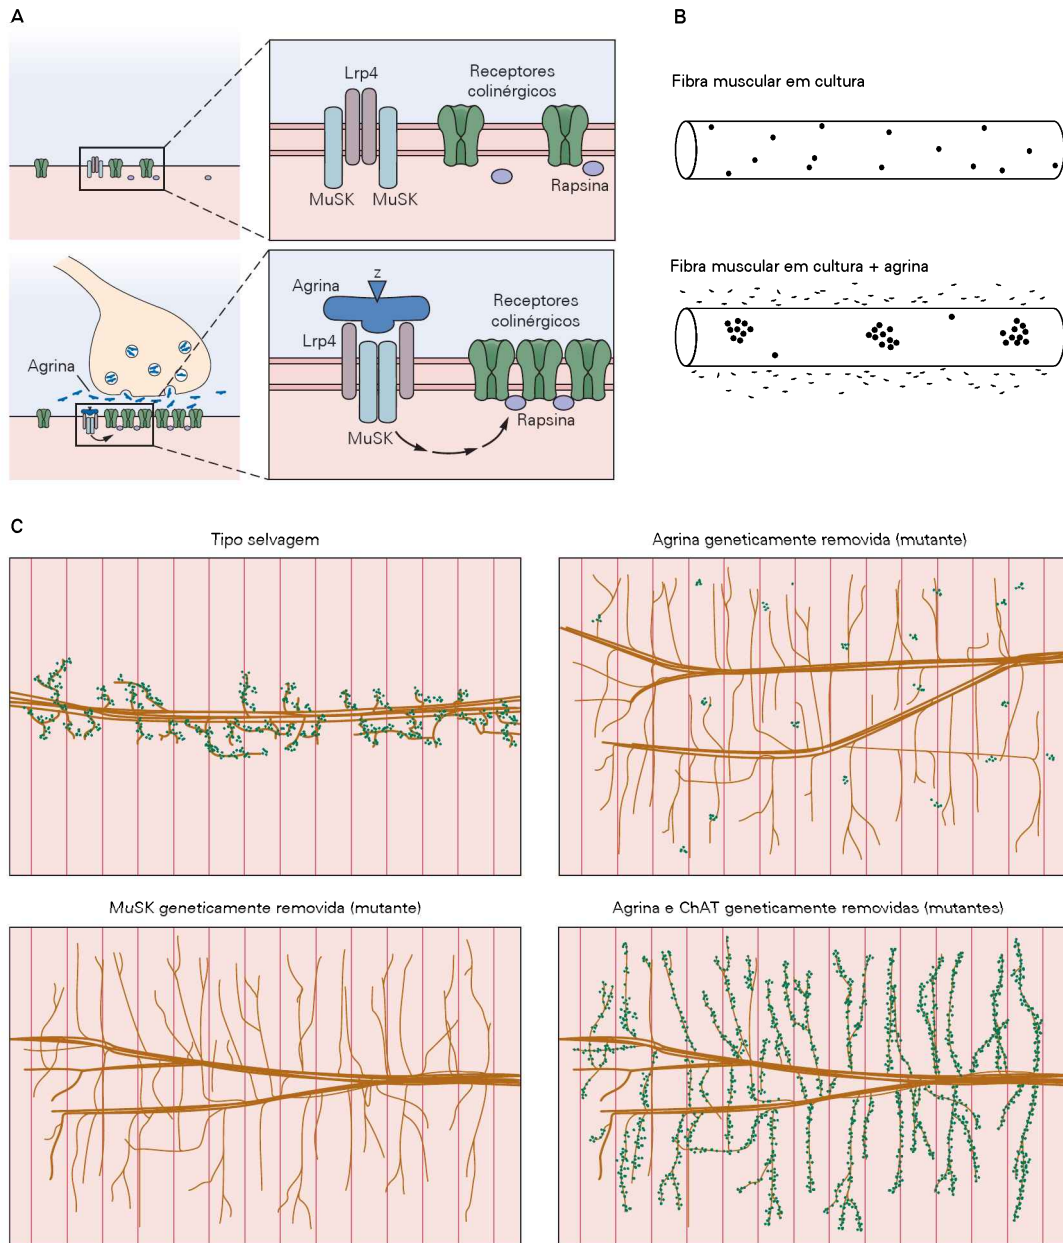 A
Lrp4
Receptores
colinérgicos
MuSK
MuSK
Rapsina
Agrina
z
Agrina
Lrp4
Receptores
colinérgicos
MuSK
Rapsina
B
Fibra muscular em cultura
Fibra muscular em cultura + agrina
C
Tipo selvagem
Agrina geneticamente removida (mutante)
MuSK geneticamente removida (mutante)
Agrina e ChAT geneticamente removidas (mutantes)